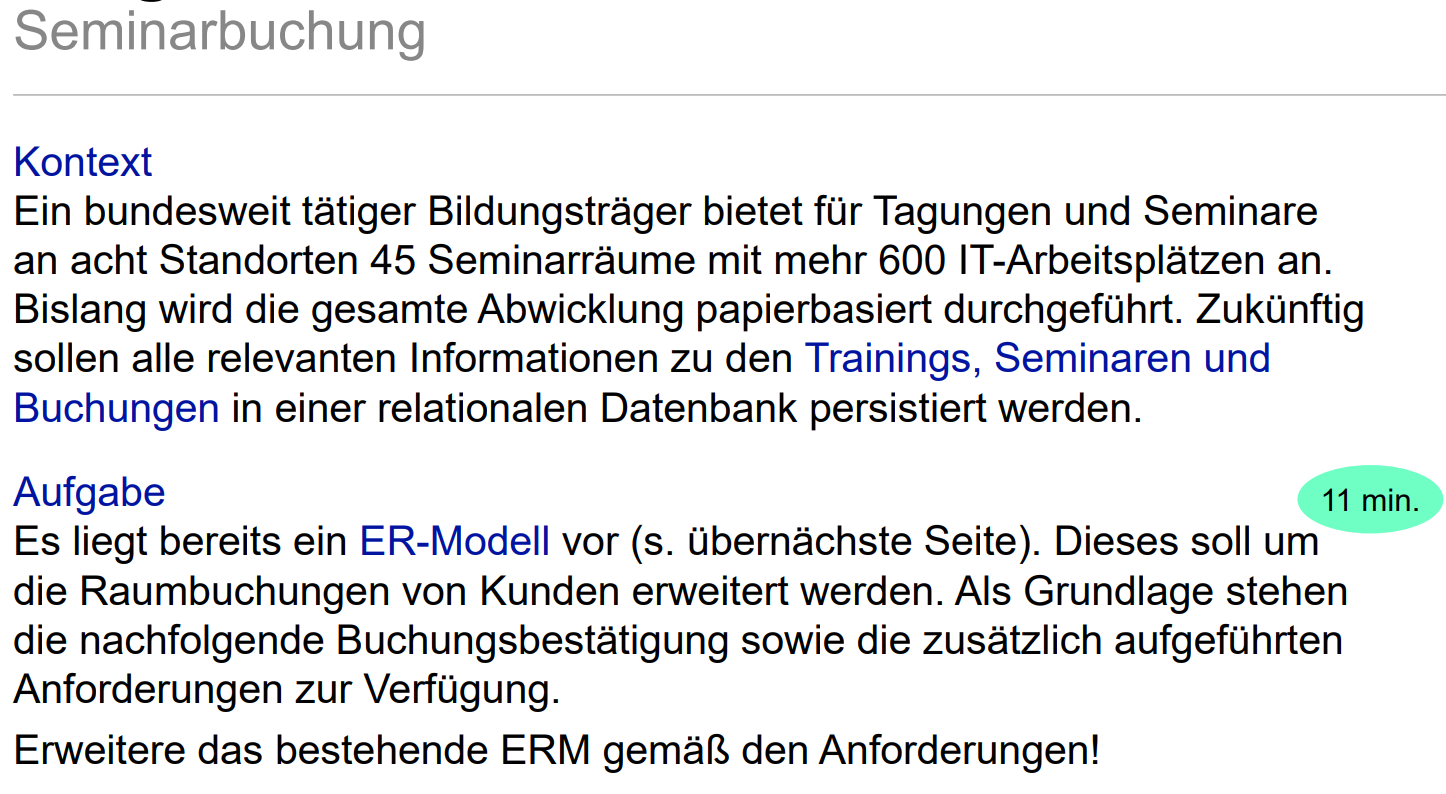 Seminarbuchung
Kontext
Ein bundesweit tätiger Bildungsträger bietet für Tagungen und Seminare
an acht Standorten 45 Seminarräume mit mehr 600 IT-Arbeitsplätzen an.
Bislang wird die gesamte Abwicklung papierbasiert durchgeführt. Zukünftig
sollen alle relevanten Informationen zu den Trainings, Seminaren und
Buchungen in einer relationalen Datenbank persistiert werden.
Aufgabe
11 min.
Es liegt bereits ein ER-Modell vor (s. übernächste Seite). Dieses soll um
die Raumbuchungen von Kunden erweitert werden. Als Grundlage stehen
die nachfolgende Buchungsbestätigung sowie die zusätzlich aufgeführten
Anforderungen zur Verfügung.
Erweitere das bestehende ERM gemäß den Anforderungen!